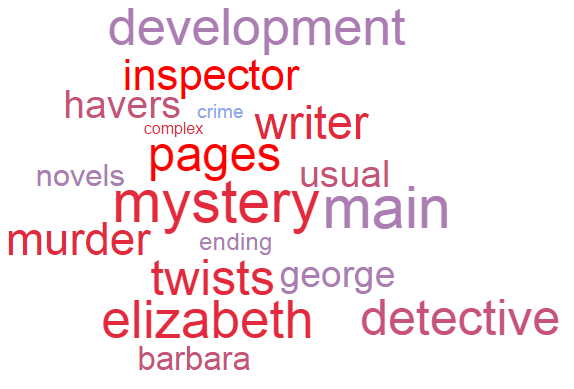 development
inspector
havers
crime
complex
writer
pages
usual
novels
mystery
main
murder
ending
twists
george
elizabeth
detective
barbara